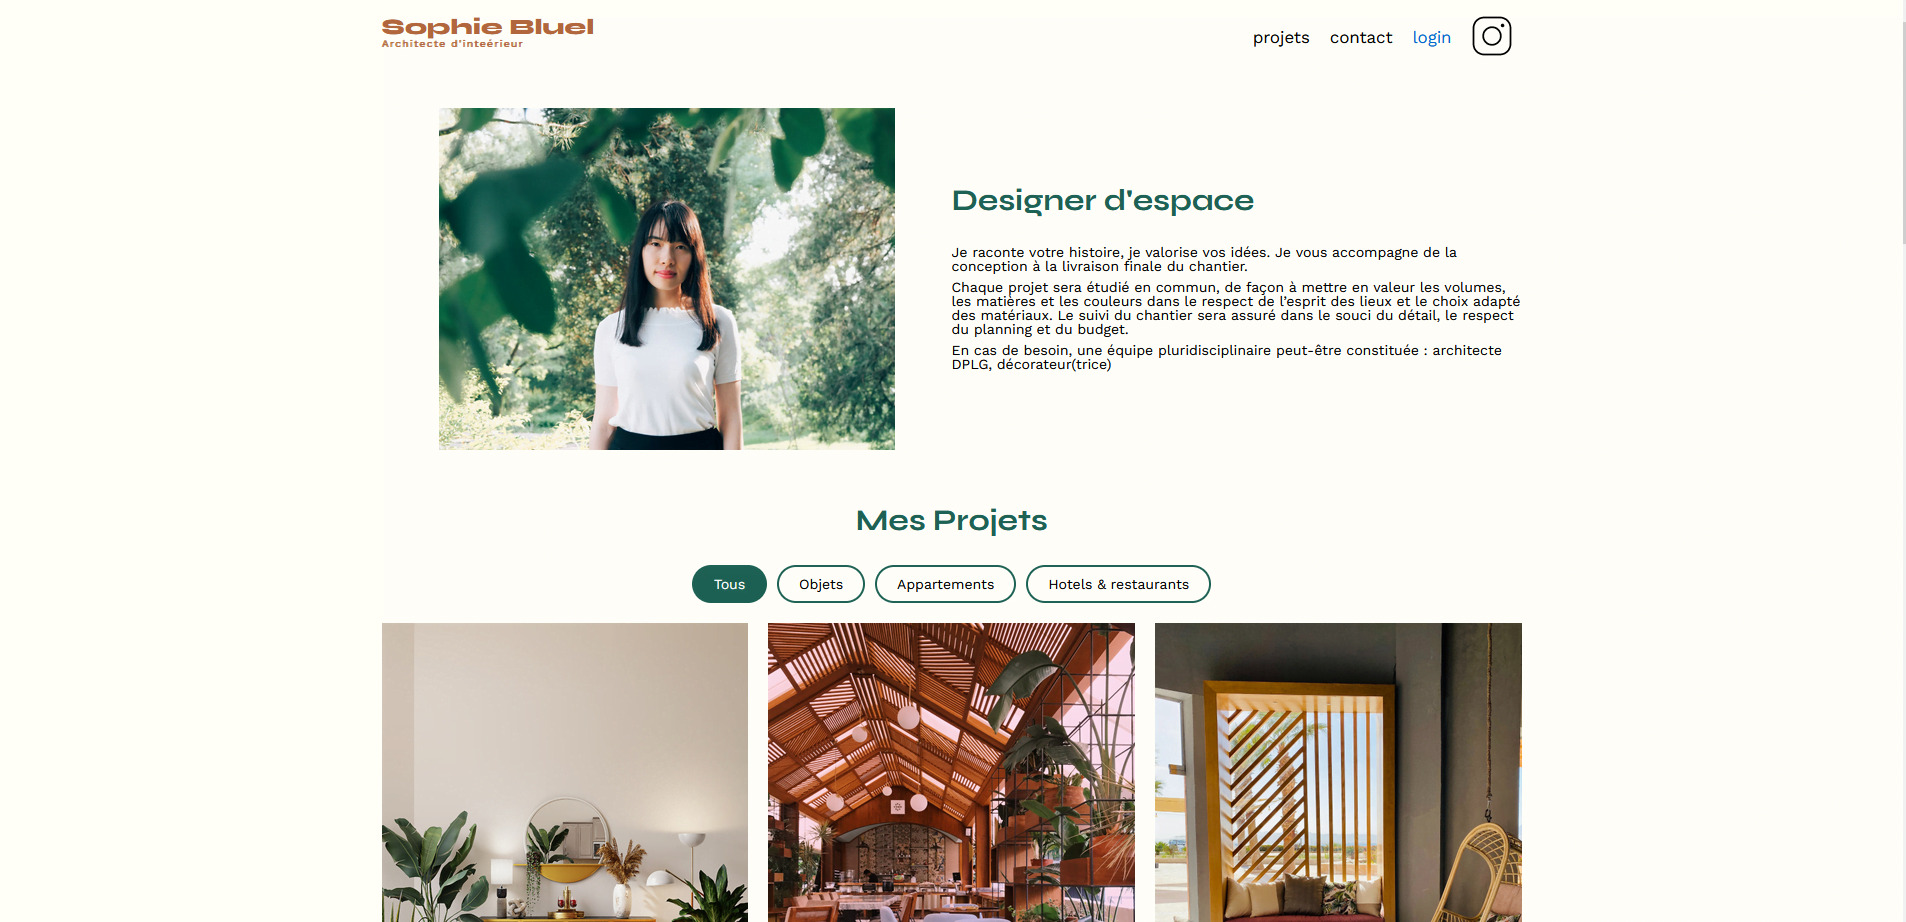 Sophie Bluel
Architecte d'inteérieur
projets contact login
Designer d'espace
Je raconte votre histoire, je valorise vos idées. Je vous accompagne de la
conception à la livraison finale du chantier.
Chaque projet sera étudié en commun, de façon à mettre en valeur les volumes,
les matières et les couleurs dans le respect de l’esprit des lieux et le choix adapté
des matériaux. Le suivi du chantier sera assuré dans le souci du détail, le respect
du planning et du budget.
En cas de besoin, une équipe pluridisciplinaire peut-être constituée : architecte
DPLG, décorateur(trice)
Mes Projets
Tous Objets Appartements Hotels & restaurants